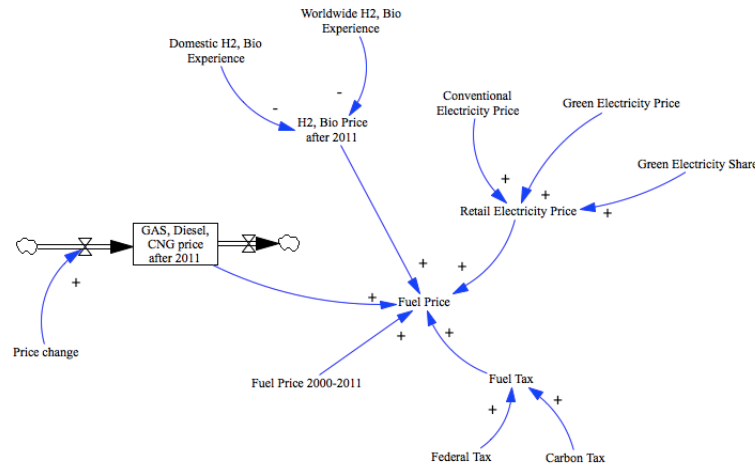 Worldwide H2, Bio
Experience
Domestic H2, Bio
Experience
-
-
Conventional
Electricity Price
Green Electricity Price
H2, Bio Price
after 2011
Green Electricity Share
+
+
+
Retail Electricity Price
GAS, Diesel,
CNG price
after 2011
+
+
+
+
Fuel Price
+
+
Price change
Fuel Price 2000-2011
Fuel Tax
+
+
Federal Tax
Carbon Tax